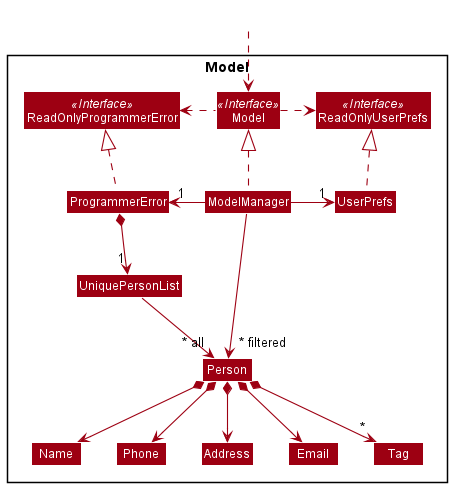 Model
«Interface»
ReadOnlyProgrammerError
«Interface»
Model
«Interface»
ReadOnlyUserPrefs
ProgrammerError
1
ModelManager
1
UserPrefs
1
UniquePersonList
* all
* filtered
Person
*
Name
Phone
Address
Email
Tag